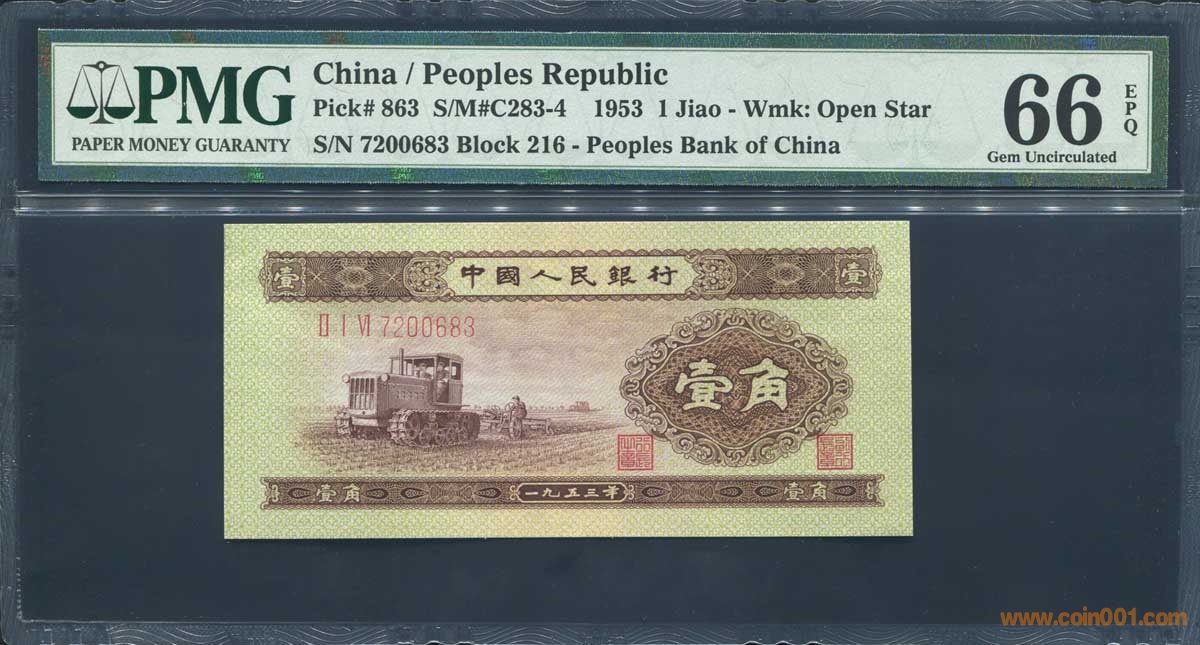 PMG
PAPER MONEY GUARANTY
China / Peoples Republic
Pick# 863 S/M#C283-4 1953 1 Jiao - Wmk: Open Star
S/N 7200683 Block 216 - Peoples Bank of China
66
EPQ
Gem Uncirculated
壹 中國人民銀行 壹
II I VI 7200683
壹角
壹角 一九五三年 壹角
www.coin001.com